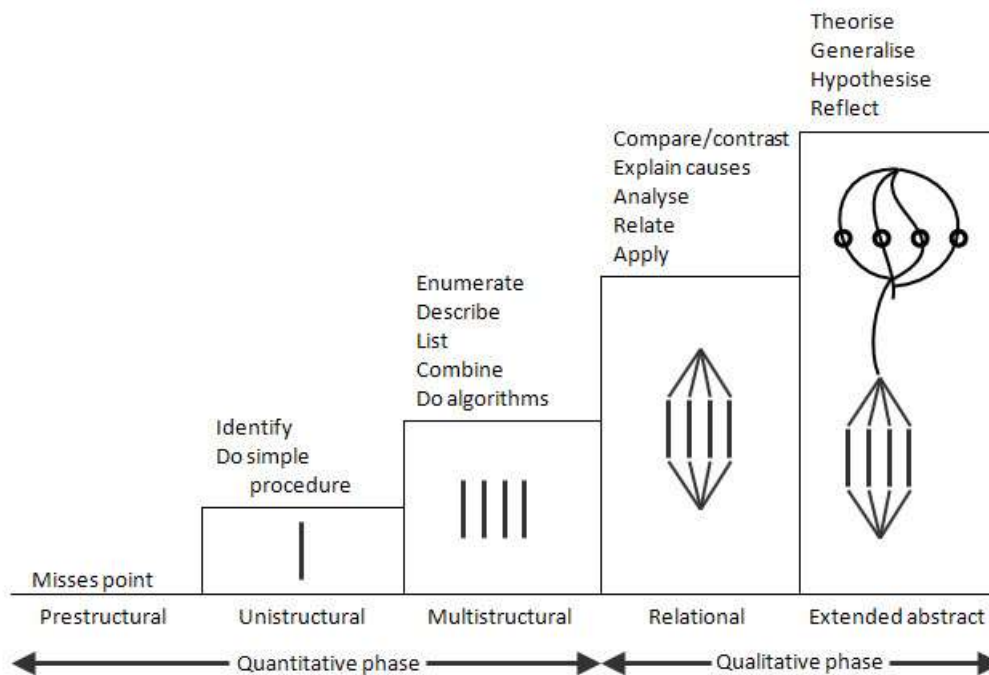 Theorise
Generalise
Hypothesise
Reflect
Compare/contrast
Explain causes
Analyse
Relate
Apply
Enumerate
Describe
List
Combine
Do algorithms
Identify
Do simple
procedure
Misses point
Prestructural
Unistructural
Multistructural
Relational
Extended abstract
Quantitative phase
Qualitative phase